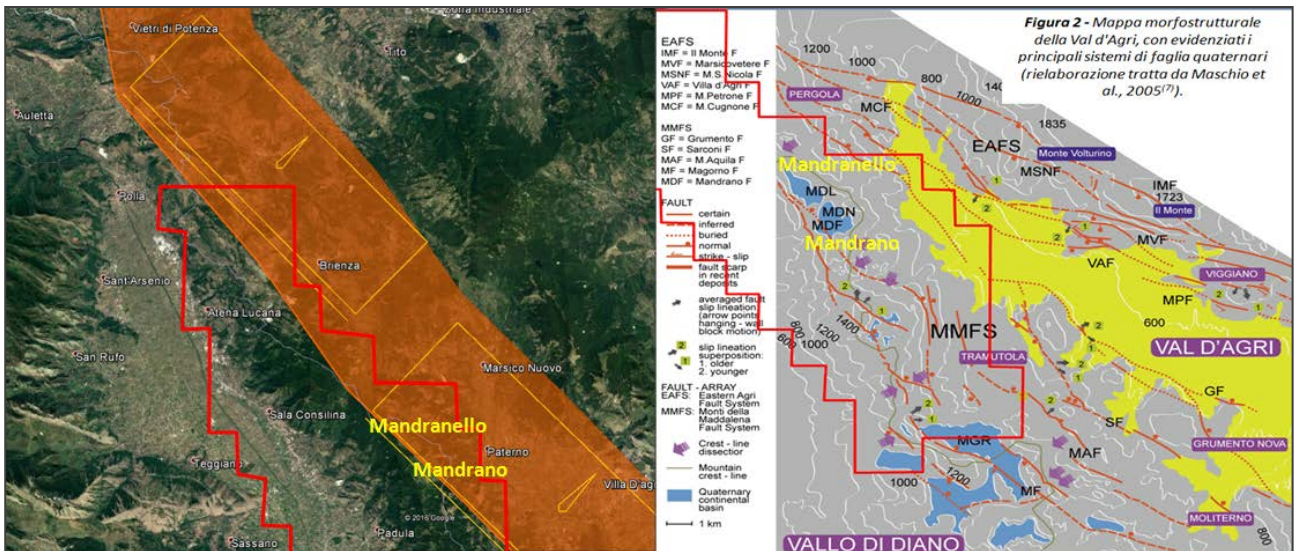 Vietri di Potenza
Tito
Auletta
Polla
Brienza
Sant'Arsenio
Atena Lucana
San Rufo
Marsico Nuovo
Sala Consilina
Mandranello
Teggiano
Paterno
Mandrano
Villa D'ag
© 2016 Google
Padula
Sassano
Figura 2 - Mappa morfostrutturale
della Val d'Agri, con evidenziati i
principali sistemi di faglia quaternari
(rielaborazione tratta da Maschio et
al., 2005(7)).
EAFS
IMF = Il Monte F
MVF = Marsicovetere F
MSNF = M.S.Nicola F
VAF = Villa d'Agri F
MPF = M.Petrone F
MCF = M.Cugnone F
MMFS
GF = Grumento F
SF = Sarconi F
MAF = M.Aquila F
MF = Magorno F
MDF = Mandrano F
FAULT
certain
inferred
buried
normal
strike - slip
fault scarp
in recent
deposits
averaged fault
slip lineation
(arrow points
hanging - wall
block motion)
slip lineation
superposition:
1. older
2. younger
FAULT - ARRAY
EAFS: Eastern Agri
Fault System
MMFS: Monti della
Maddalena
Fault System
Crest - line
dissection
Mountain
crest - line
Quaternary
continental
basin
1 km
1200
1000
800
1000
1835
PERGOLA
MCF
EAFS
Monte Volturino
Mandranello
MSNF
IMF
1723
Il Monte
MDL
MDN
MDF
Mandrano
MVF
VAF
VIGGIANO
MPF
600
VAL D'AGRI
1400
1200
1000
800
600
MMFS
TRAMUTOLA
GF
SF
GRUMENTO NOVA
MGR
MAF
1000
1200
MF
MOLITERNO
800
VALLO DI DIANO